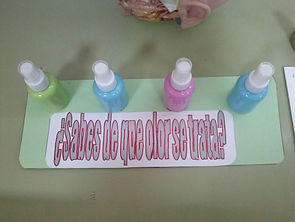 ¿Sabes de que olor se trata?